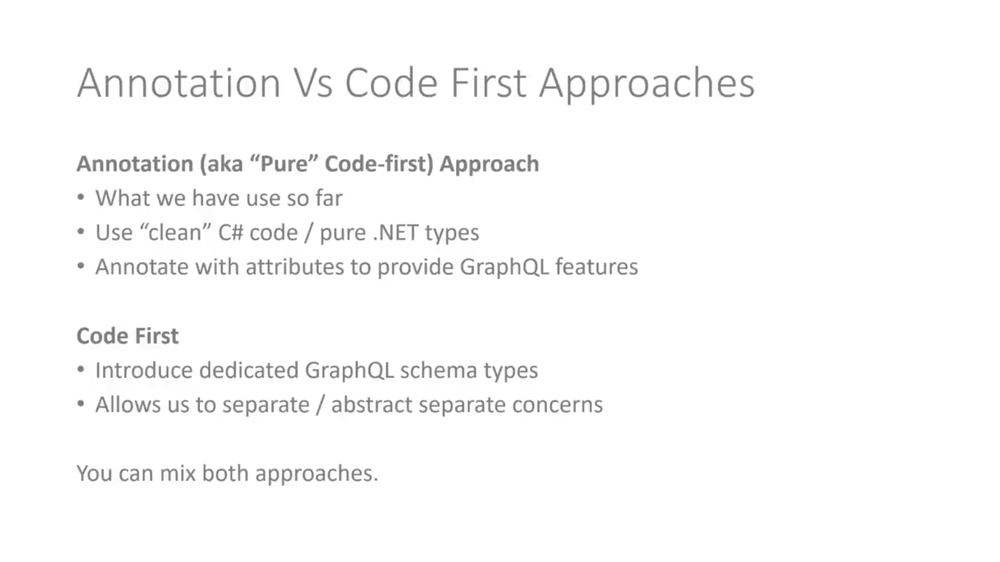 Annotation Vs Code First Approaches
Annotation (aka “Pure” Code-first) Approach
• What we have use so far
• Use “clean” C# code / pure .NET types
• Annotate with attributes to provide GraphQL features
Code First
• Introduce dedicated GraphQL schema types
• Allows us to separate / abstract separate concerns
You can mix both approaches.